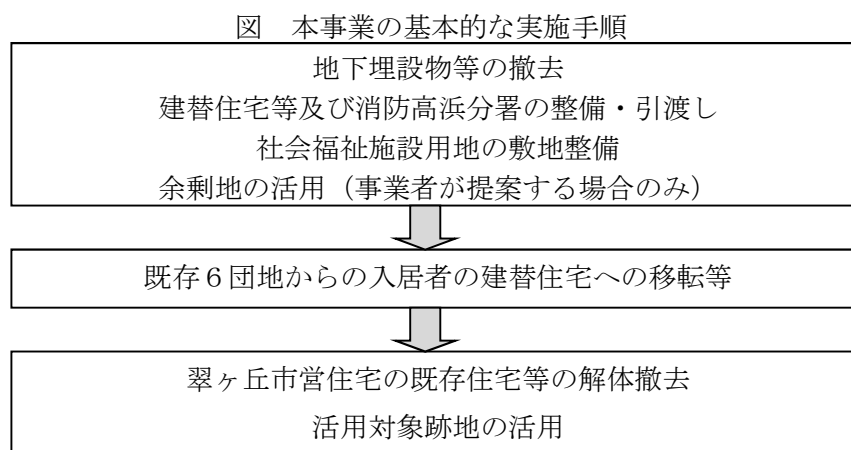 図　本事業の基本的な実施手順
地下埋設物等の撤去
建替住宅等及び消防高浜分署の整備・引渡し
社会福祉施設用地の敷地整備
余剰地の活用（事業者が提案する場合のみ）
既存６団地からの入居者の建替住宅への移転等
翠ヶ丘市営住宅の既存住宅等の解体撤去
活用対象跡地の活用